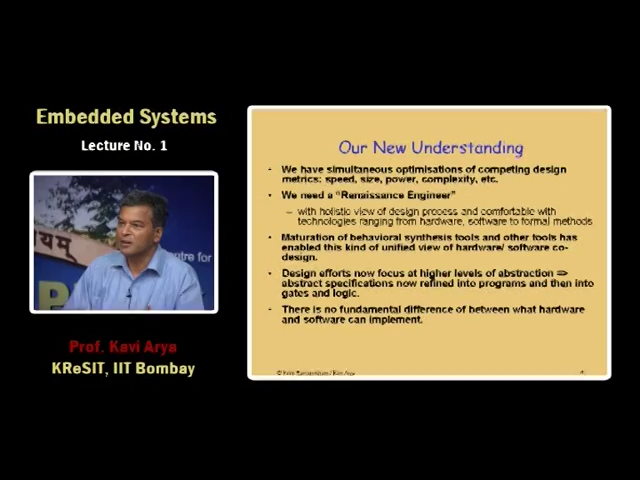 Embedded Systems
Lecture No. 1
यम्
tre for
Prof. Kavi Arya
KReSIT, IIT Bombay
Our New Understanding
• We have simultaneous optimisations of competing design
metrics: speed, size, power, complexity, etc.
• We need a "Renaissance Engineer"
– with holistic view of design process and comfortable with
technologies ranging from hardware, software to formal methods
• Maturation of behavioral synthesis tools and other tools has
enabled this kind of unified view of hardware/ software co-
design.
• Design efforts now focus at higher levels of abstraction =>
abstract specifications now refined into programs and then into
gates and logic.
• There is no fundamental difference of between what hardware
and software can implement.